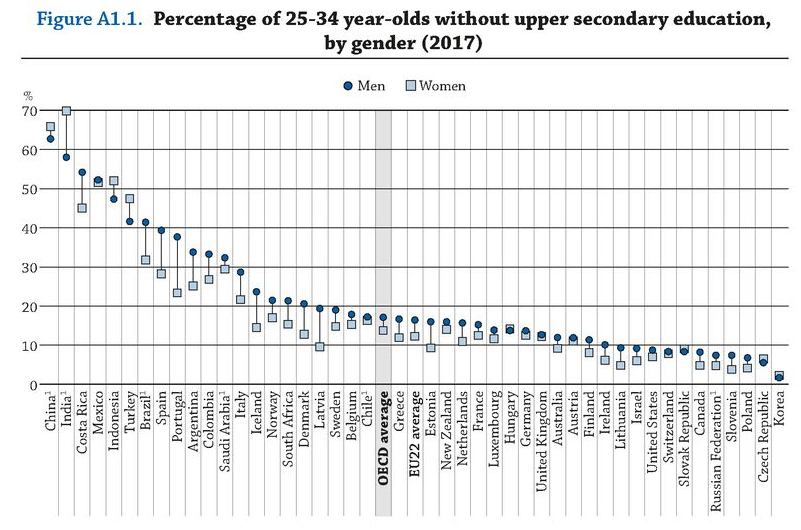 Figure A1.1. Percentage of 25-34 year-olds without upper secondary education,
by gender (2017)
Men Women
%
70
60
50
40
30
20
10
0
China¹
India¹
Costa Rica
Mexico
Indonesia
Turkey
Brazil¹
Spain
Portugal
Argentina
Colombia
Saudi Arabia¹
Italy
Iceland
Norway
South Africa
Denmark
Latvia
Sweden
Belgium
Chile¹
OECD average
Greece
EU22 average
Estonia
New Zealand
Netherlands
France
Luxembourg
Hungary
Germany
United Kingdom
Australia
Austria
Finland
Ireland
Lithuania
Israel
United States
Switzerland
Slovak Republic
Canada
Russian Federation¹
Slovenia
Poland
Czech Republic
Korea